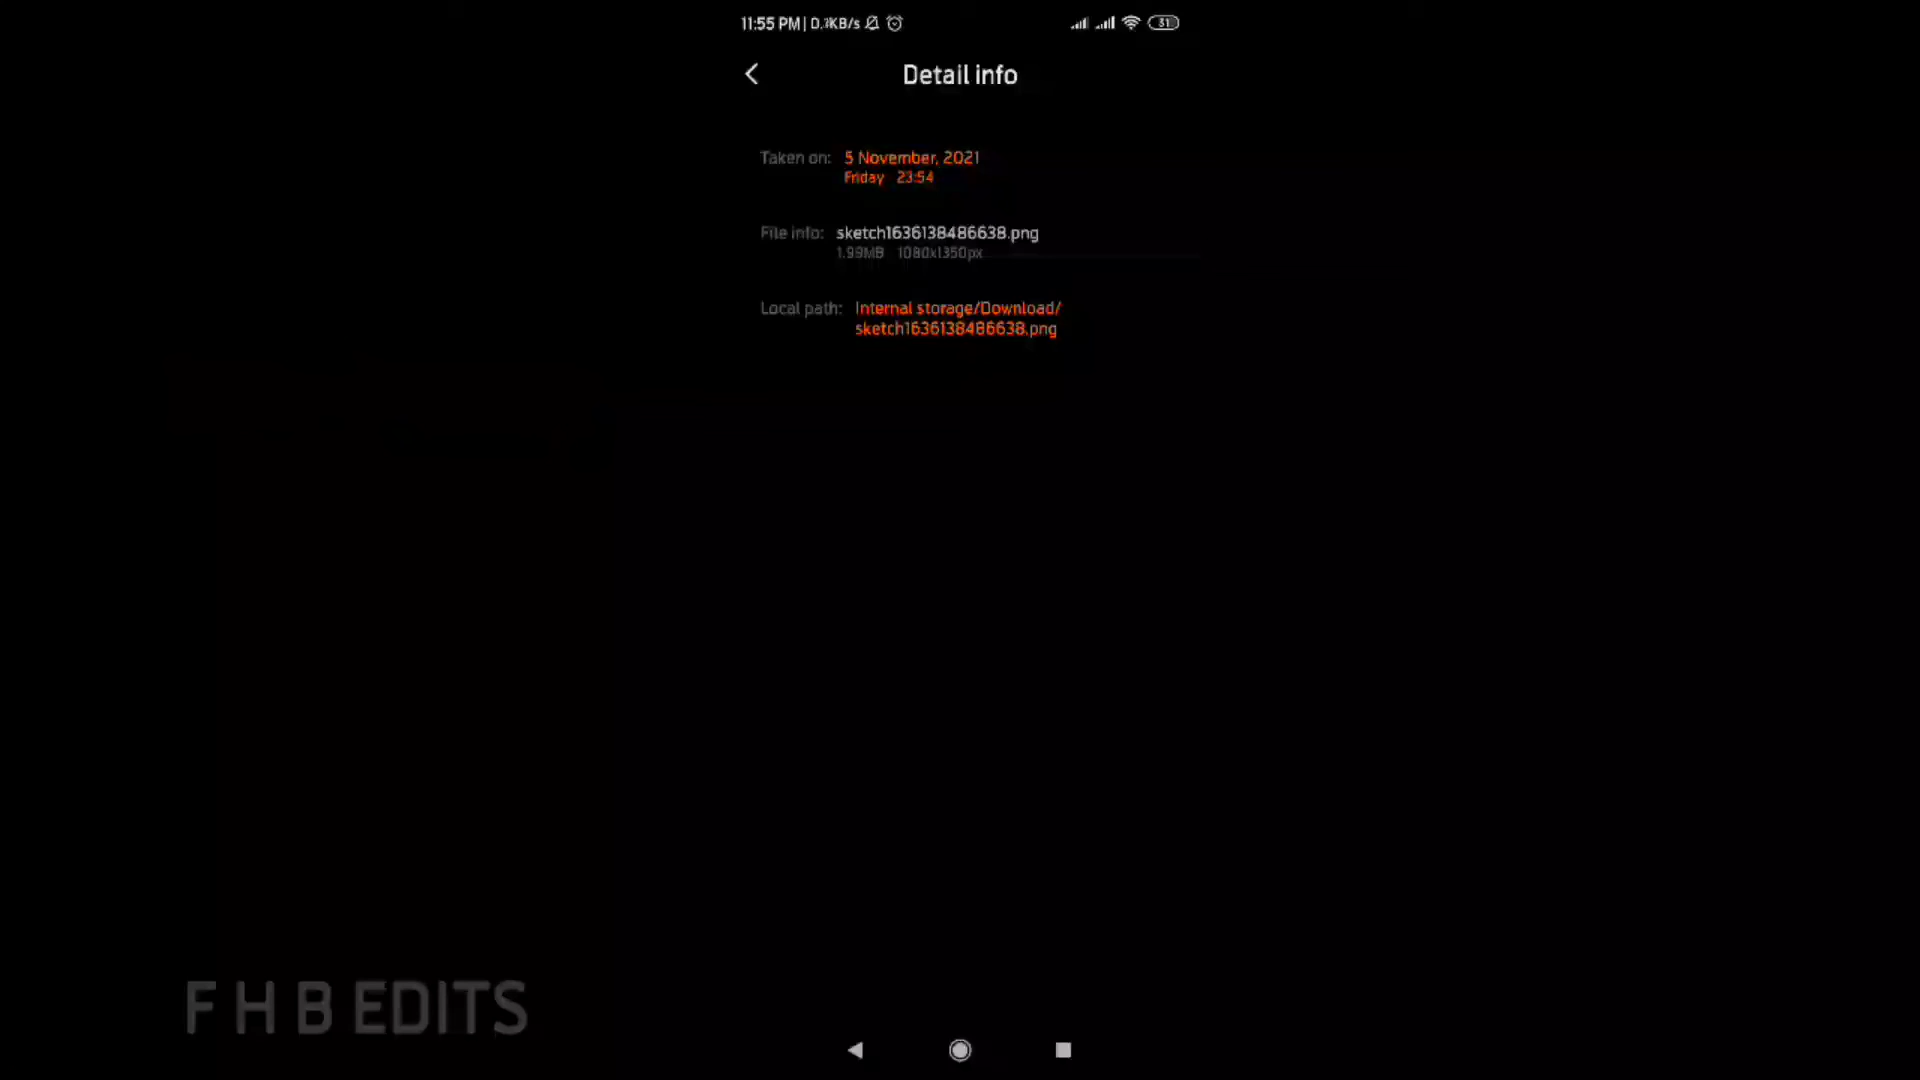 11:55 PM | 0.1KB/s
31
Detail info
Taken on: 5 November, 2021
Friday 23:54
File info: sketch1636138486638.png
1.99MB 1080x1350px
Local path: Internal storage/Download/
sketch1636138486638.png
F H B EDITS